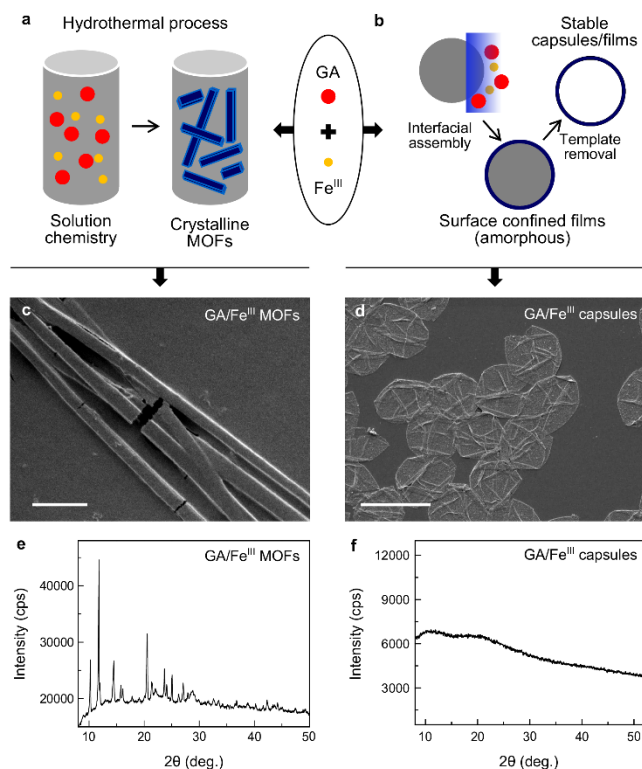 a
Hydrothermal process
Solution
chemistry
Crystalline
MOFs
GA
+
Fe^III
b
Stable
capsules/films
Interfacial
assembly
Template
removal
Surface confined films
(amorphous)
c
GA/Fe^III MOFs
d
GA/Fe^III capsules
e
GA/Fe^III MOFs
Intensity (cps)
40000
30000
20000
10
20
30
40
50
2θ (deg.)
f
GA/Fe^III capsules
Intensity (cps)
12000
9000
6000
3000
10
20
30
40
50
2θ (deg.)